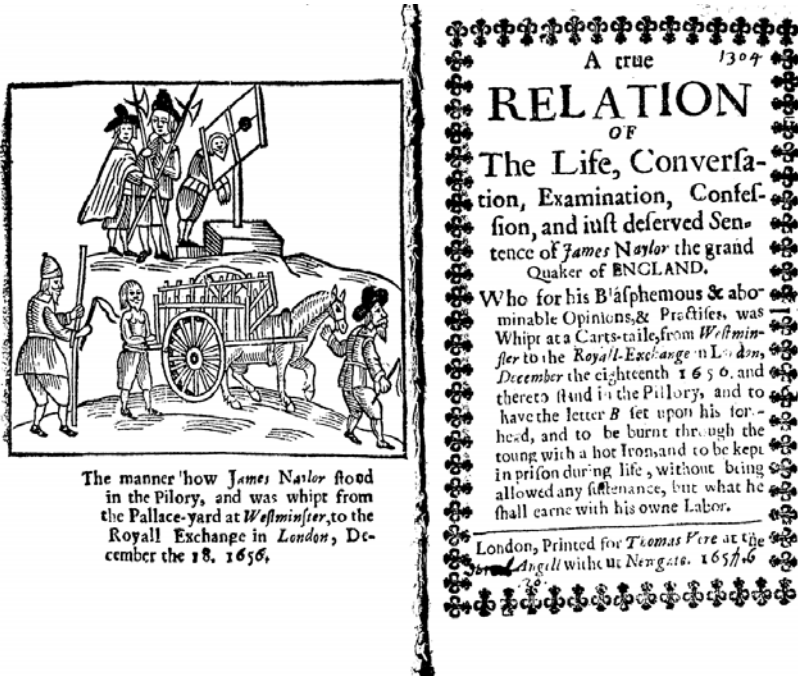 The manner how James Nailor ſtood
in the Pilory, and was whipt from
the Pallace-yard at Weſtminſter, to the
Royall Exchange in London, De-
cember the 18. 1656.
1304
A true
RELATION
OF
The Life, Converſa-
tion, Examination, Confeſ-
ſion, and iuſt deſerved Sen-
tence of James Naylor the grand
Quaker of ENGLAND.
Who for his Blaſphemous & abo-
minable Opinions, & Practiſes, was
Whipt at a Carts-taile, from Weſtmin-
ſter to the Royall-Exchange in London,
December the eighteenth 1656. and
thereto ſtand in the Pillory, and to
have the letter B ſet upon his for-
head, and to be burnt through the
toung with a hot Iron, and to be kept
in priſon during life, without being
allowed any ſuſtenance, but what he
ſhall earne with his owne Labor.
London, Printed for Thomas Vere at the
Angell without Newgate. 1657